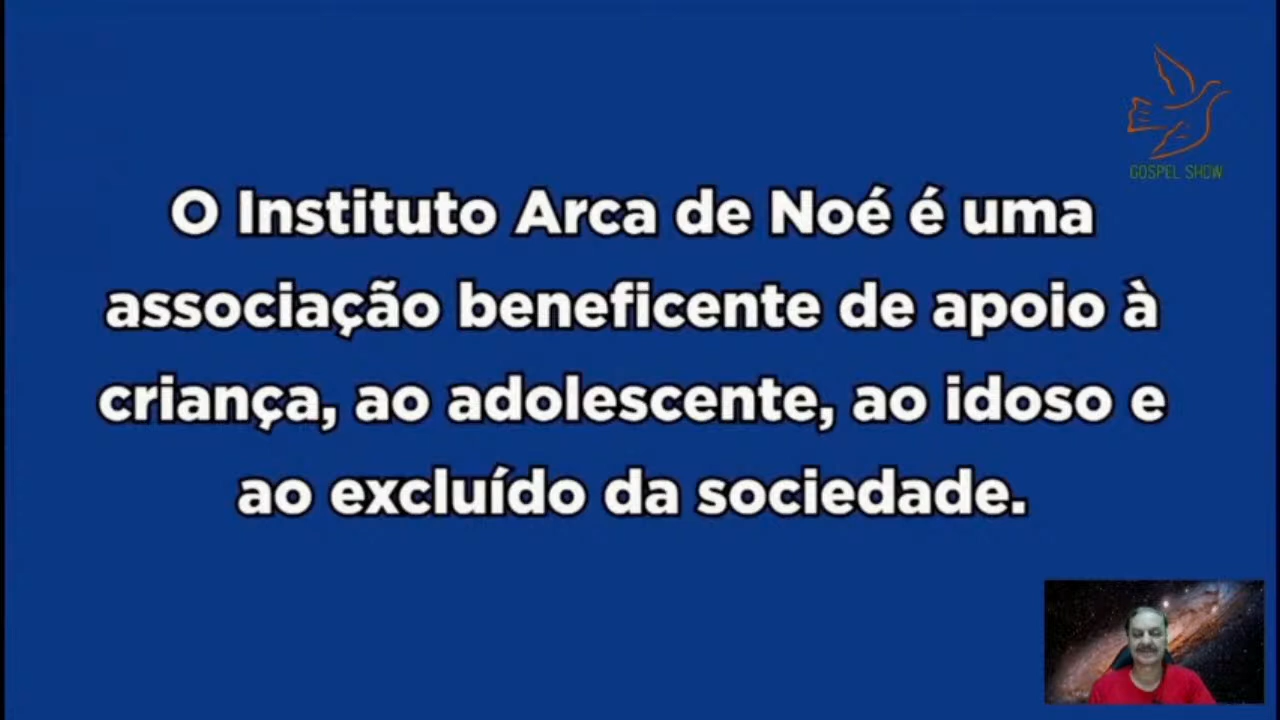 GOSPEL SHOW
O Instituto Arca de Noé é uma
associação beneficente de apoio à
criança, ao adolescente, ao idoso e
ao excluído da sociedade.